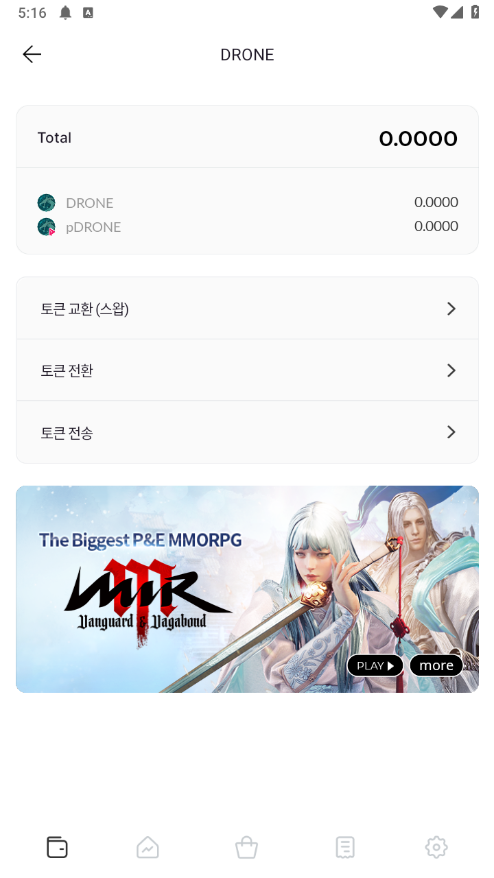 5:16
DRONE
Total
0.0000
DRONE
0.0000
pDRONE
0.0000
토큰 교환 (스왑)
토큰 전환
토큰 전송
The Biggest P&E MMORPG
MIR M
Vanguard & Vagabond
PLAY
more